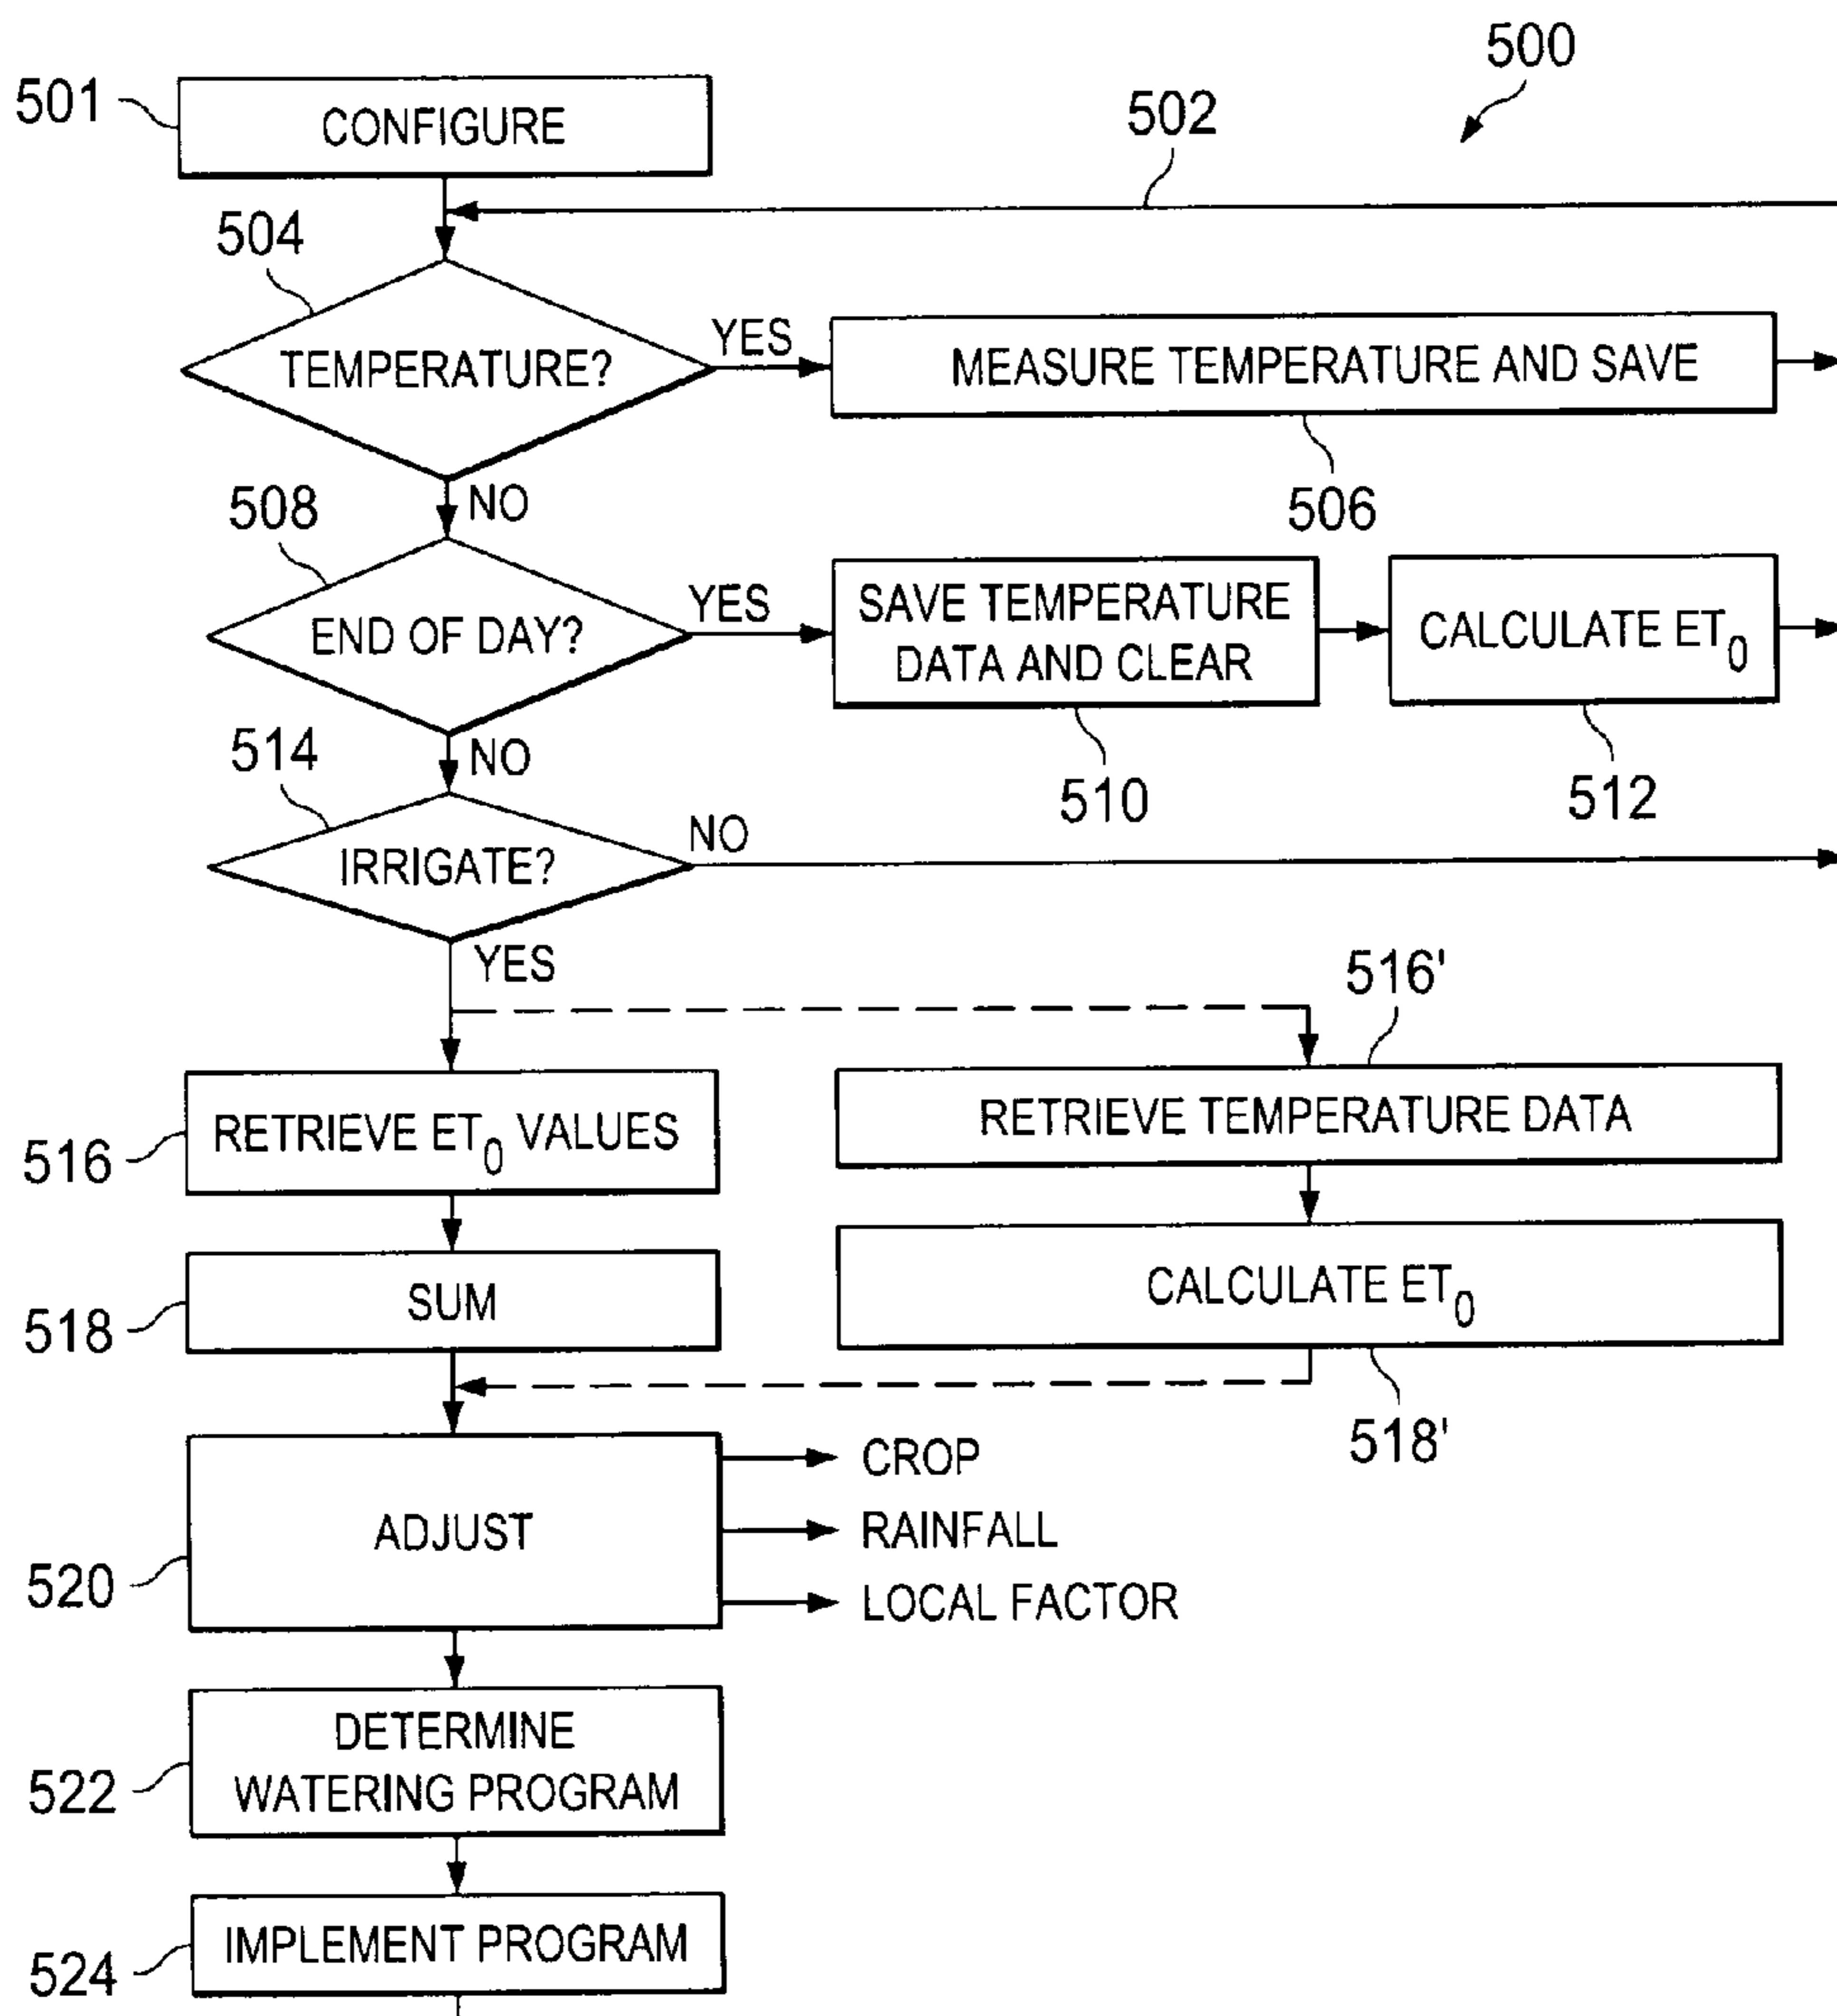 500
501
CONFIGURE
502
504
TEMPERATURE?
YES
MEASURE TEMPERATURE AND SAVE
506
NO
508
END OF DAY?
YES
SAVE TEMPERATURE
DATA AND CLEAR
510
CALCULATE ET0
512
NO
514
IRRIGATE?
NO
YES
516'
RETRIEVE TEMPERATURE DATA
516
RETRIEVE ET0 VALUES
518
SUM
CALCULATE ET0
518'
520
ADJUST
CROP
RAINFALL
LOCAL FACTOR
522
DETERMINE
WATERING PROGRAM
524
IMPLEMENT PROGRAM